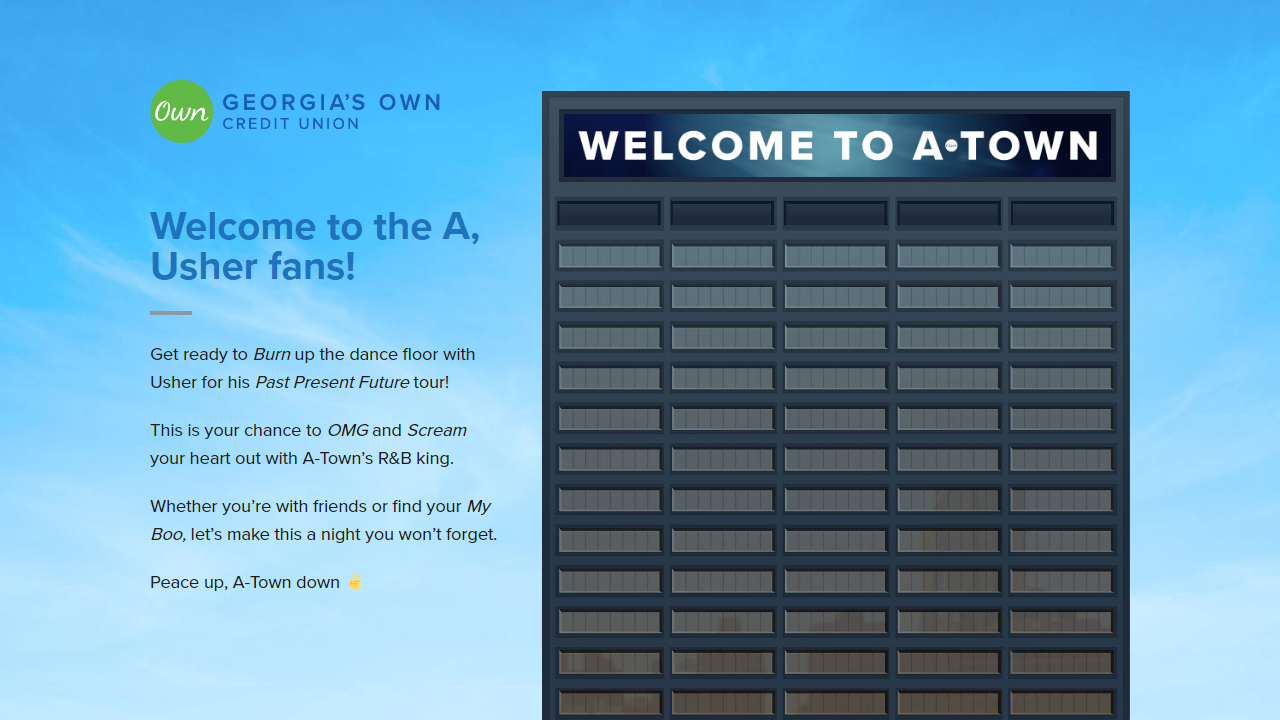 Own
GEORGIA'S OWN
CREDIT UNION
WELCOME TO A TOWN
Welcome to the A,
Usher fans!
Get ready to Burn up the dance floor with
Usher for his Past Present Future tour!
This is your chance to OMG and Scream
your heart out with A-Town’s R&B king.
Whether you’re with friends or find your My
Boo, let’s make this a night you won’t forget.
Peace up, A-Town down ✌